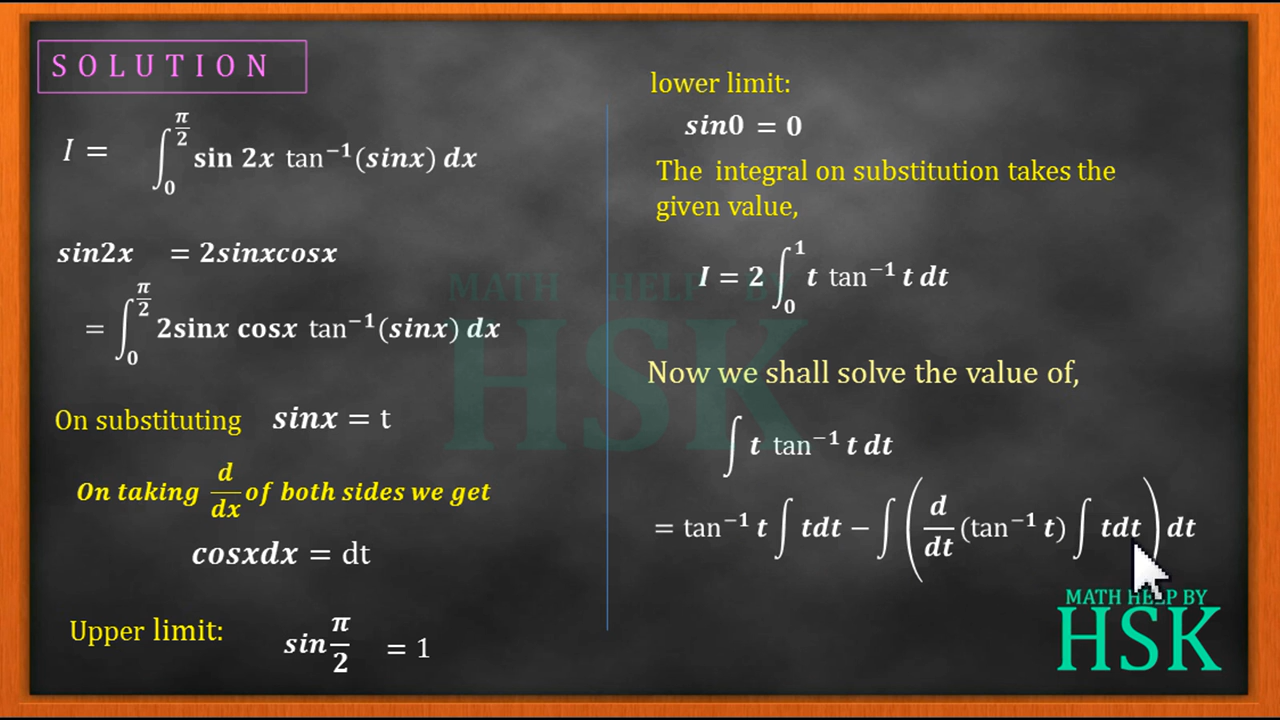 SOLUTION
I = ∫₀^(π/2) sin 2x tan⁻¹(sinx) dx
sin2x = 2sinxcosx
= ∫₀^(π/2) 2sinx cosx tan⁻¹(sinx) dx
On substituting sinx = t
On taking d/dx of both sides we get
cosxdx = dt
Upper limit: sin π/2 = 1
lower limit:
sin0 = 0
The integral on substitution takes the
given value,
I = 2 ∫₀¹ t tan⁻¹ t dt
Now we shall solve the value of,
∫ t tan⁻¹ t dt
= tan⁻¹ t ∫ tdt − ∫ (d/dt (tan⁻¹ t) ∫ tdt) dt
MATH HELP BY
HSK
MATH HELP BY
HSK